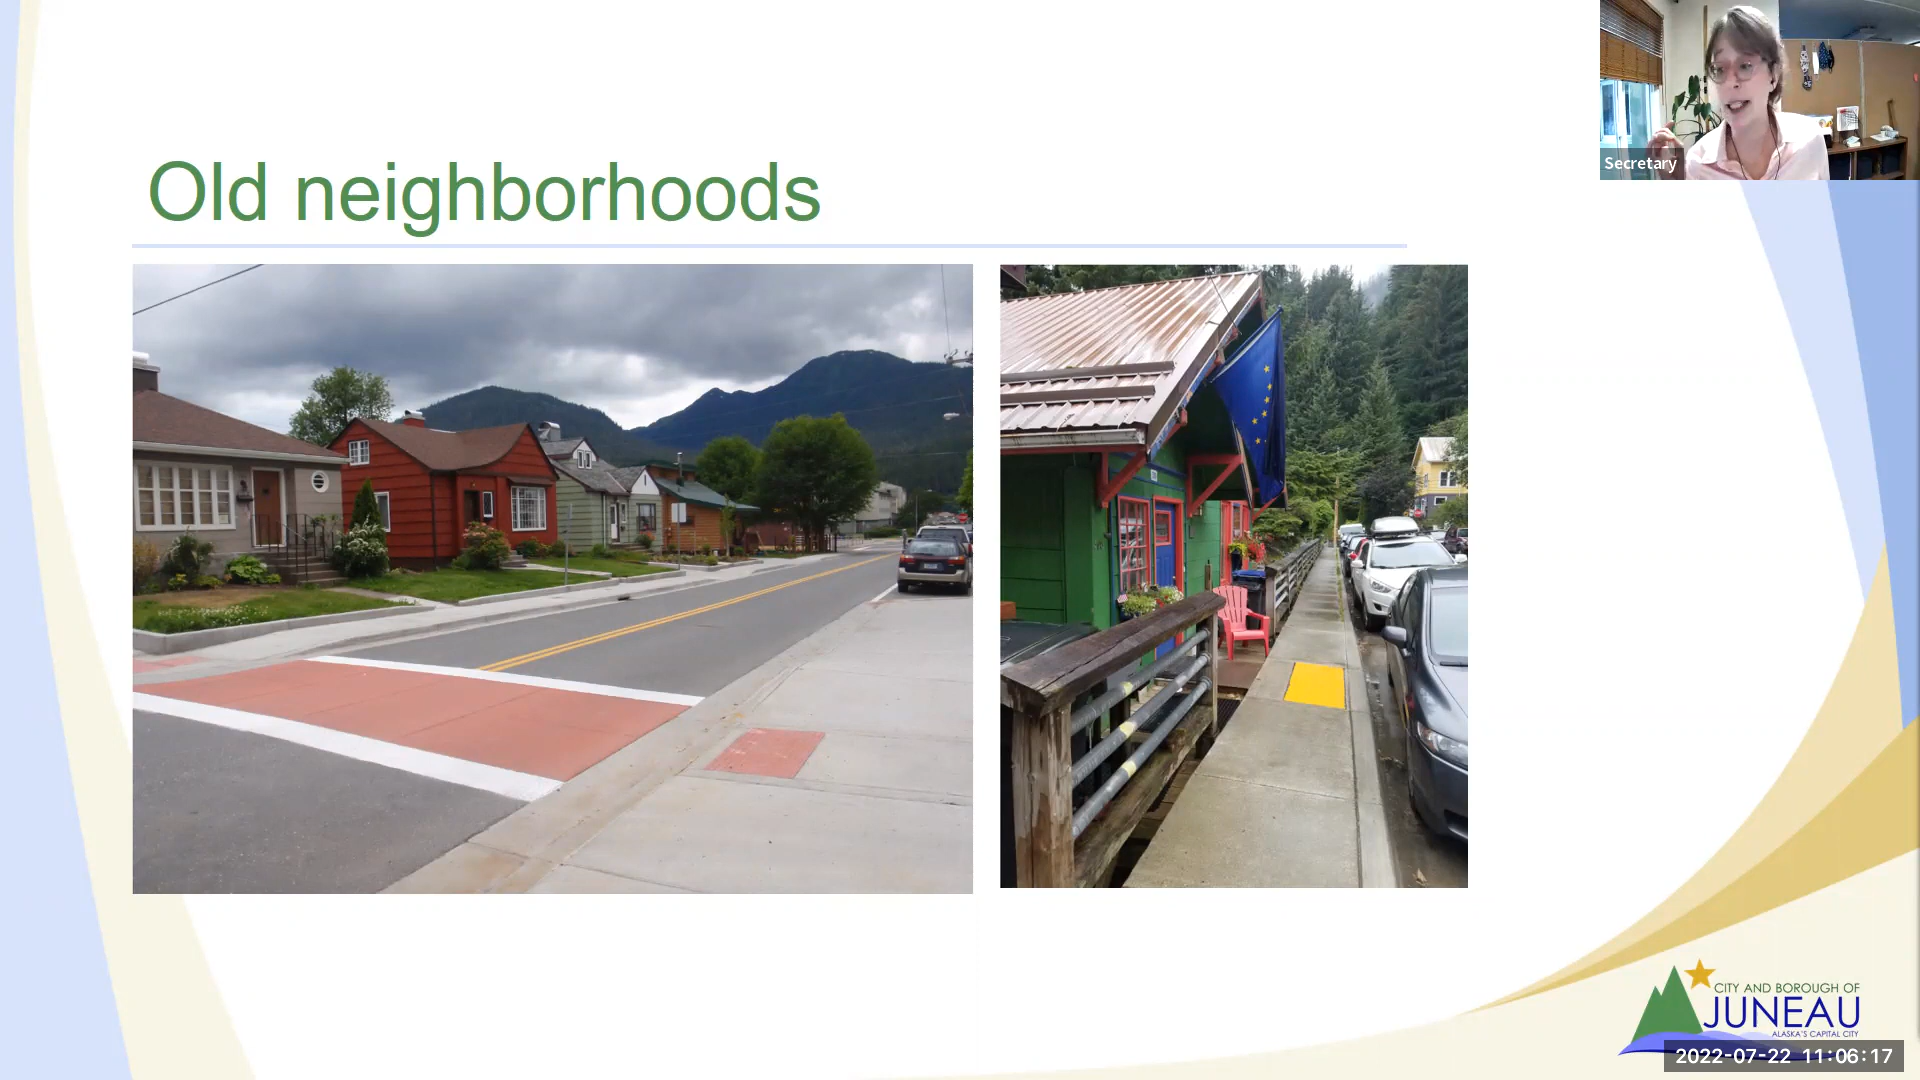 Secretary
Old neighborhoods
CITY AND BOROUGH OF
JUNEAU
ALASKA'S CAPITAL CITY
2022-07-22 11:06:17